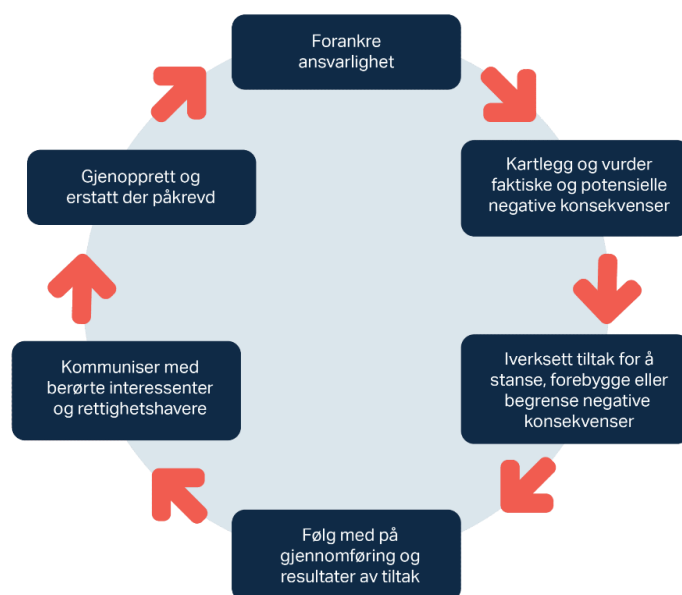 Forankre
ansvarlighet
Kartlegg og vurder
faktiske og potensielle
negative konsekvenser
Iverksett tiltak for å
stanse, forebygge eller
begrense negative
konsekvenser
Følg med på
gjennomføring og
resultater av tiltak
Kommuniser med
berørte interessenter
og rettighetshavere
Gjenopprett og
erstatt der påkrevd